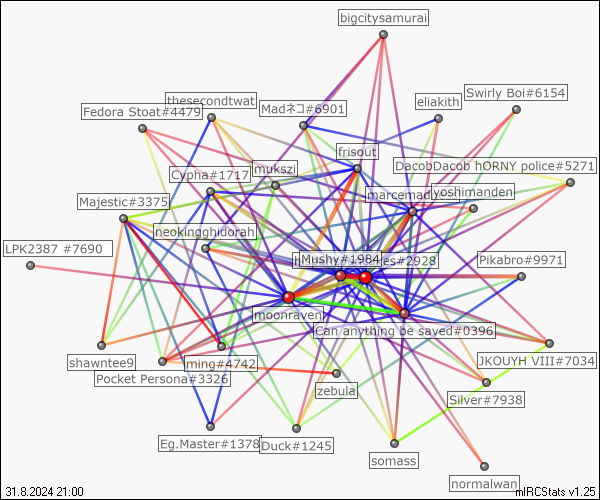 bigcitysamurai
Swirly Boi#6154
thesecondtwat
eliakith
Madネコ#6901
Fedora Stoat#4479
frisout
DacobDacob hORNY police#5271
mukszi
Cypha#1717
marcemad
yoshimanden
Majestic#3375
neokingghidorah
LPK2387 #7690
Mushy#1984
es#2928
Pikabro#9971
moonraven
Can anything be saved#0396
shawntee9
ming#4742
JKOUYH VIII#7034
Pocket Persona#3326
zebula
Silver#7938
Eg.Master#1378
Duck#1245
somass
normalwan
31.8.2024 21:00
mIRCStats v1.25